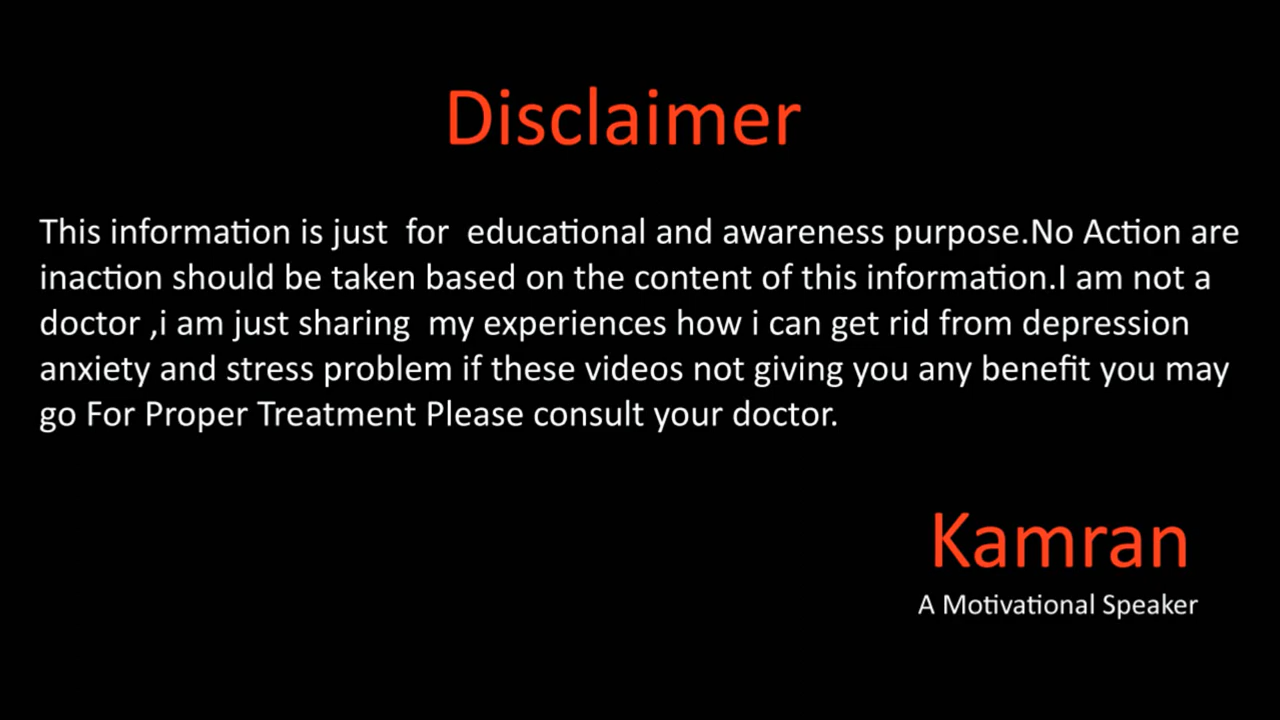 Disclaimer
This information is just for educational and awareness purpose.No Action are
inaction should be taken based on the content of this information.I am not a
doctor ,i am just sharing my experiences how i can get rid from depression
anxiety and stress problem if these videos not giving you any benefit you may
go For Proper Treatment Please consult your doctor.
Kamran
A Motivational Speaker